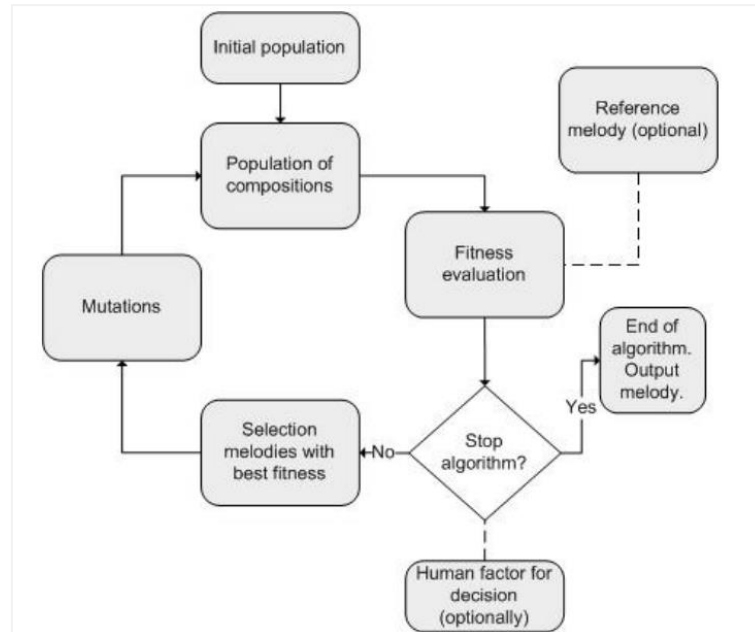 Initial population
Population of
compositions
Reference
melody (optional)
Fitness
evaluation
Mutations
End of
algorithm.
Output
melody.
Yes
Selection
melodies with
best fitness
No
Stop
algorithm?
Human factor for
decision
(optionally)